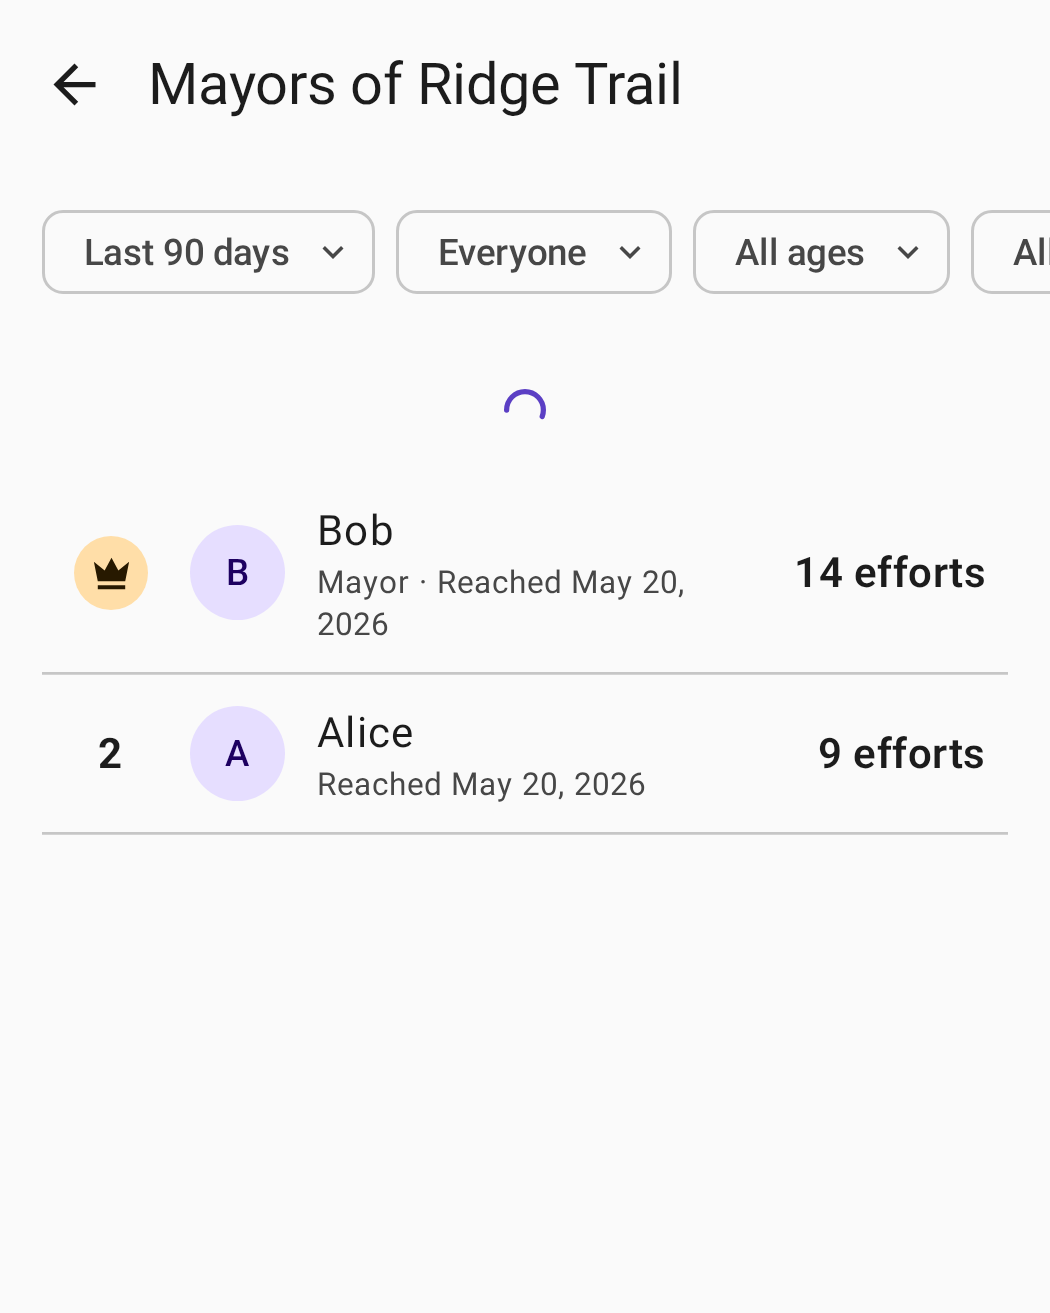 Mayors of Ridge Trail
Last 90 days
Everyone
All ages
All
B
Bob
Mayor · Reached May 20,
2026
14 efforts
2
A
Alice
Reached May 20, 2026
9 efforts